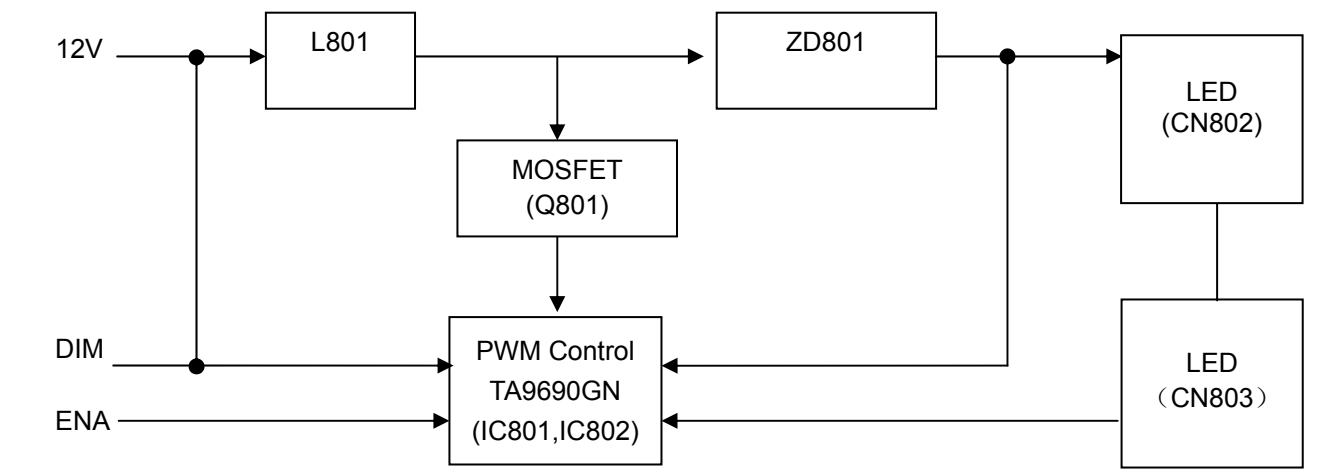 12V
L801
ZD801
LED
(CN802)
MOSFET
(Q801)
DIM
ENA
PWM Control
TA9690GN
(IC801,IC802)
LED
（CN803）